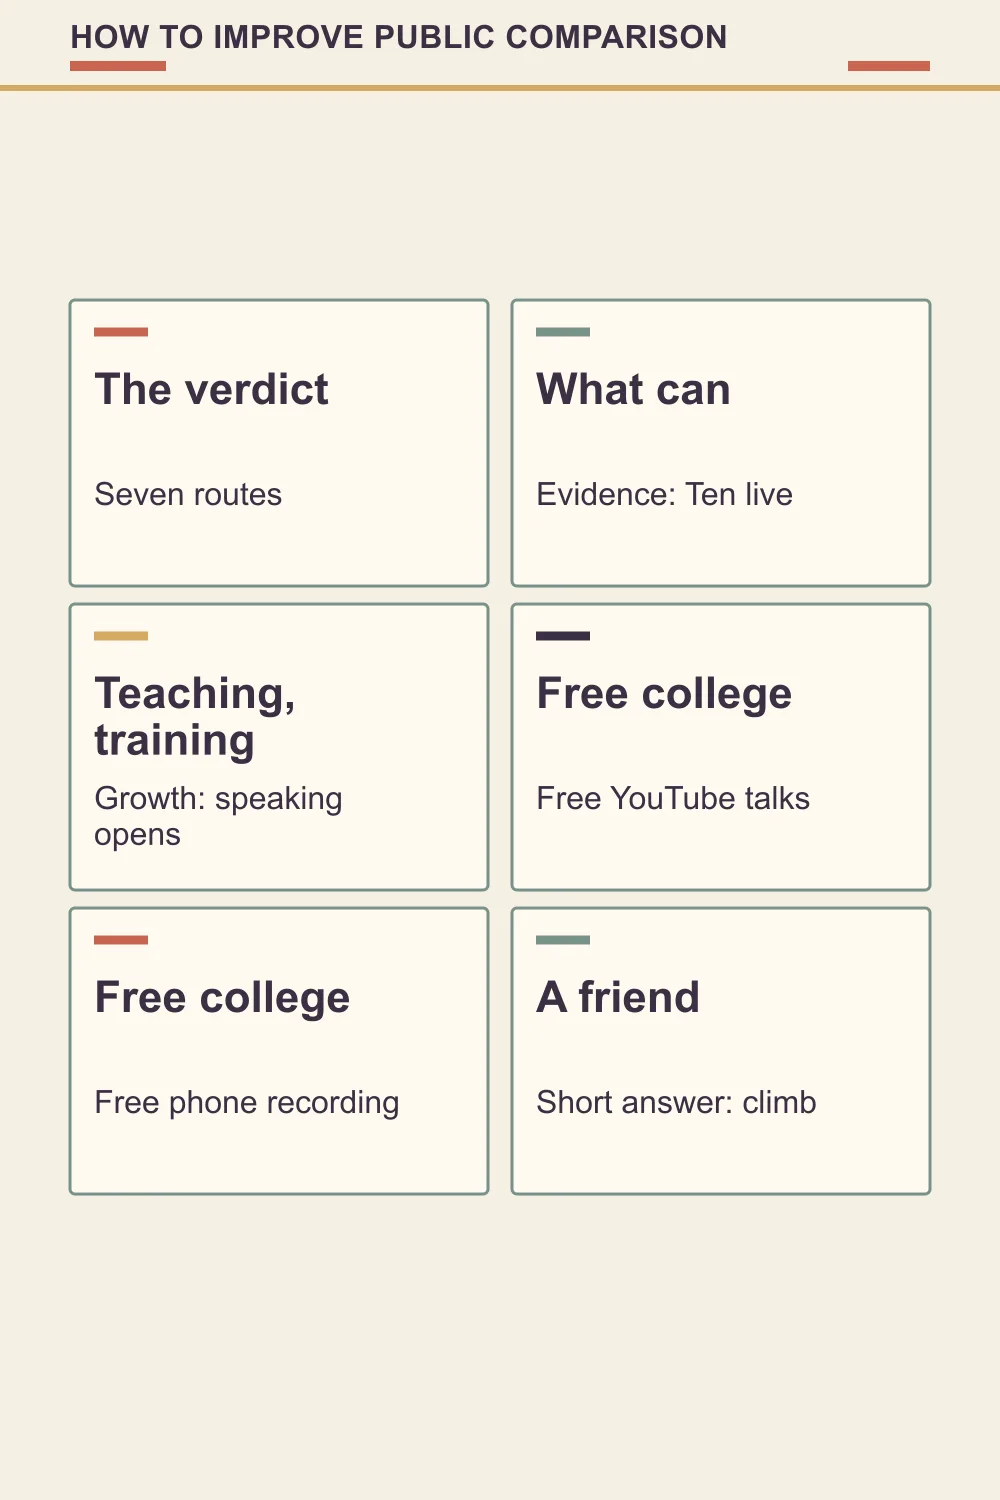 HOW TO IMPROVE PUBLIC COMPARISON
The verdict
Seven routes
What can
Evidence: Ten live
Teaching,
training
Growth: speaking
opens
Free college
Free YouTube talks
Free college
Free phone recording
A friend
Short answer: climb